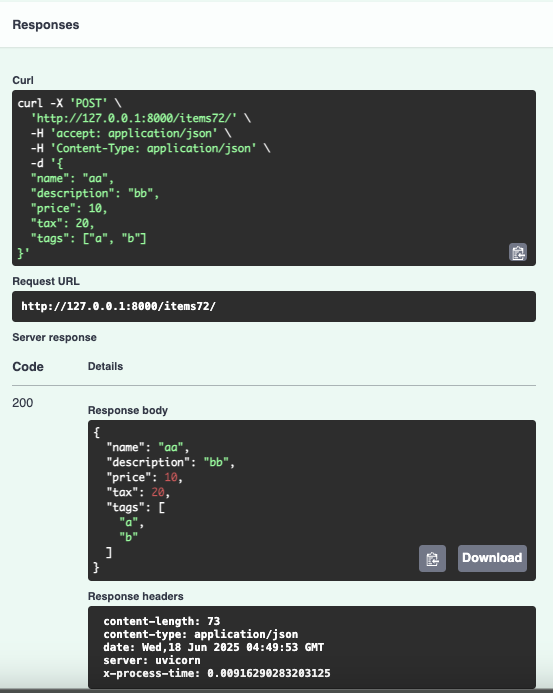 Responses
Curl
curl -X 'POST' \
'http://127.0.0.1:8000/items72/' \
-H 'accept: application/json' \
-H 'Content-Type: application/json' \
-d '{
"name": "aa",
"description": "bb",
"price": 10,
"tax": 20,
"tags": ["a", "b"]
}'
Request URL
http://127.0.0.1:8000/items72/
Server response
Code Details
200
Response body
{
"name": "aa",
"description": "bb",
"price": 10,
"tax": 20,
"tags": [
"a",
"b"
]
}
Download
Response headers
content-length: 73
content-type: application/json
date: Wed,18 Jun 2025 04:49:53 GMT
server: uvicorn
x-process-time: 0.00916290283203125